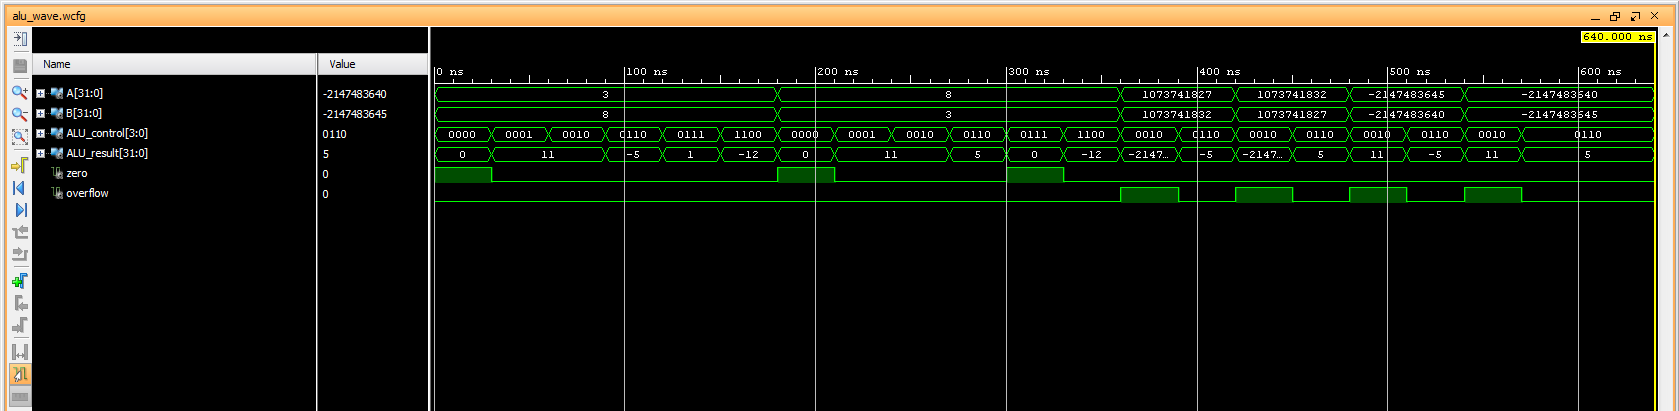 alu_wave.wcfg
640.000 ns
Name Value
0 ns 100 ns 200 ns 300 ns 400 ns 500 ns 600 ns
A[31:0] -2147483640 3 8 1073741827 1073741832 -2147483645 -2147483640
B[31:0] -2147483645 8 3 1073741832 1073741827 -2147483640 -2147483645
ALU_control[3:0] 0110 0000 0001 0010 0110 0111 1100 0000 0001 0010 0110 0111 1100 0010 0110 0010 0110 0010 0110 0010 0110
ALU_result[31:0] 5 0 11 -5 1 -12 0 11 5 0 -12 -2147... -5 -2147... 5 11 -5 11 5
zero 0
overflow 0